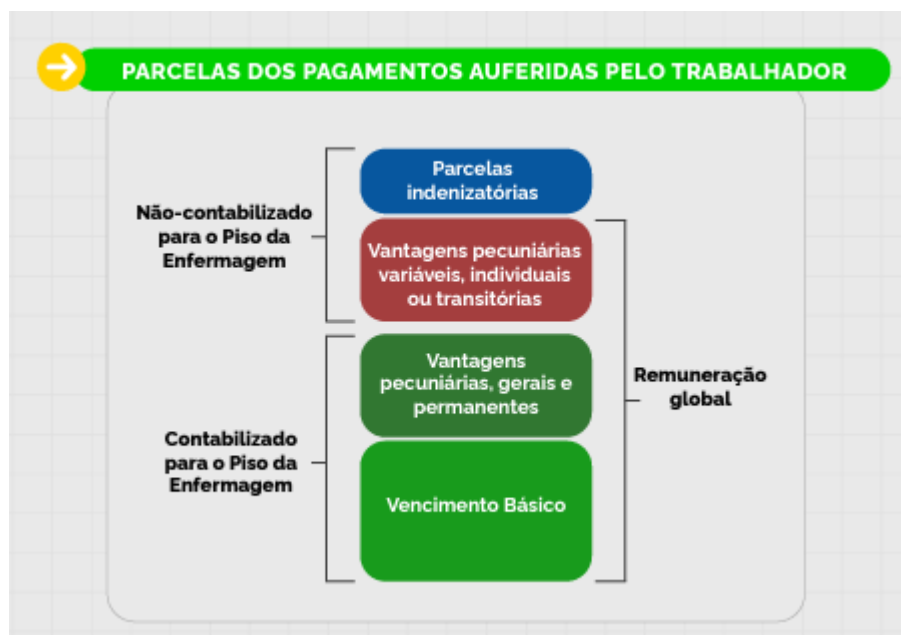 PARCELAS DOS PAGAMENTOS AUFERIDAS PELO TRABALHADOR
Parcelas
indenizatórias
Não-contabilizado
para o Piso da
Enfermagem
Vantagens pecuniárias
variáveis, individuais
ou transitórias
Vantagens
pecuniárias, gerais e
permanentes
Remuneração
global
Contabilizado
para o Piso da
Enfermagem
Vencimento Básico